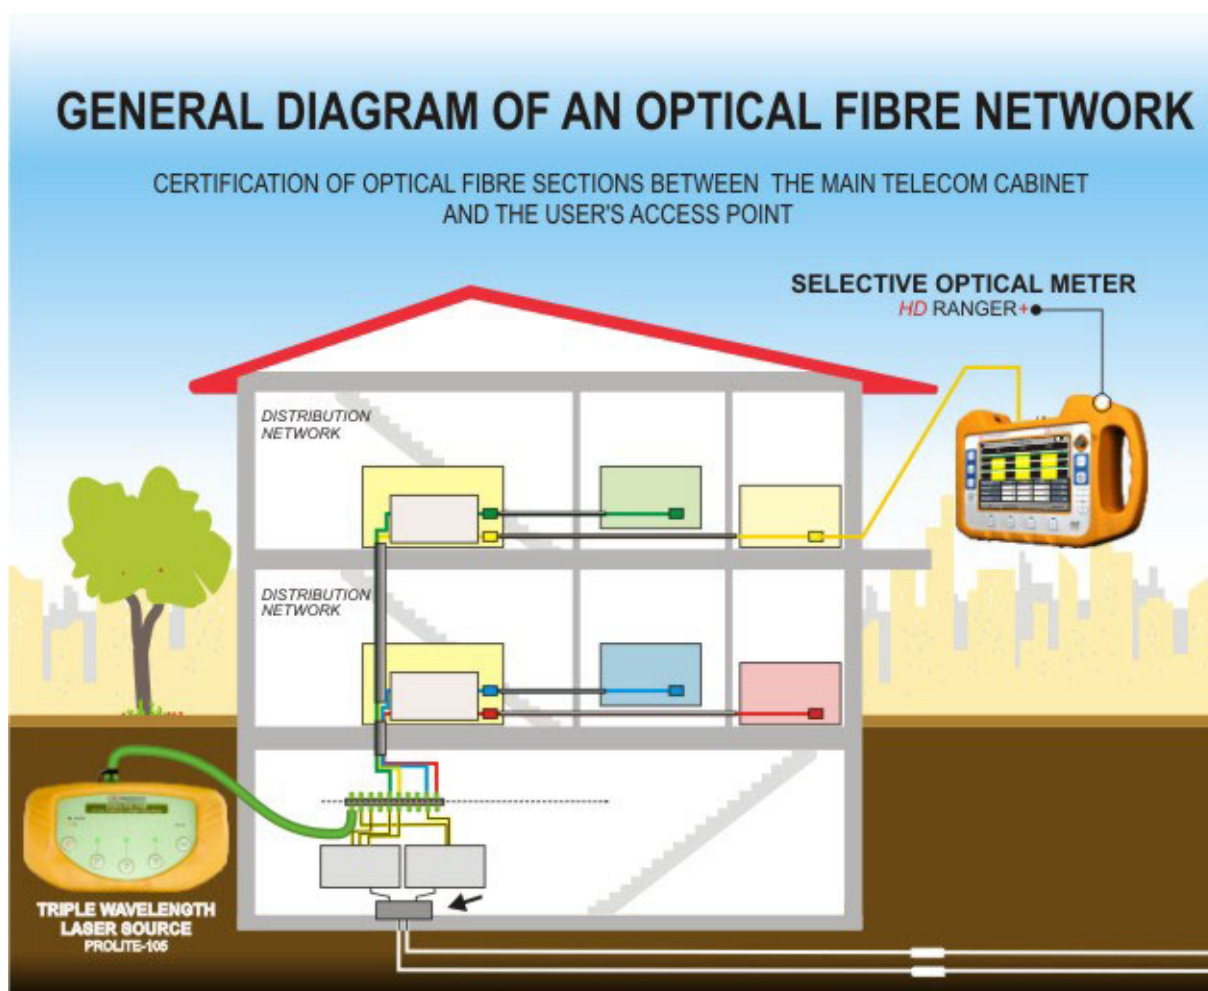 GENERAL DIAGRAM OF AN OPTICAL FIBRE NETWORK
CERTIFICATION OF OPTICAL FIBRE SECTIONS BETWEEN THE MAIN TELECOM CABINET
AND THE USER'S ACCESS POINT
SELECTIVE OPTICAL METER
HD RANGER+
DISTRIBUTION
NETWORK
DISTRIBUTION
NETWORK
TRIPLE WAVELENGTH
LASER SOURCE
PROLITE-105